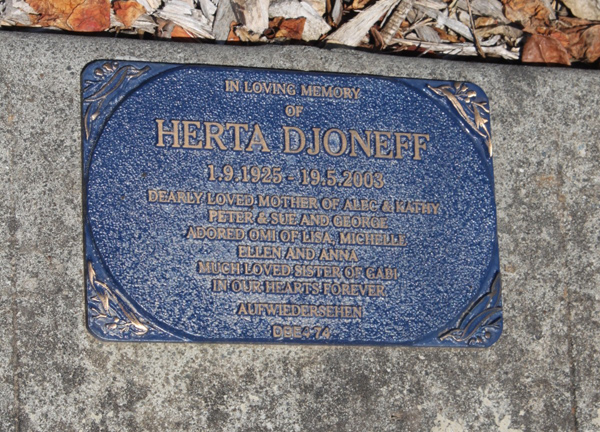 IN LOVING MEMORY
OF
HERTA DJONEFF
1.9.1925 - 19.5.2003
DEARLY LOVED MOTHER OF ALEC & KATHY
PETER & SUE AND GEORGE
ADORED OMI OF LISA, MICHELLE
ELLEN AND ANNA
MUCH LOVED SISTER OF GABI
IN OUR HEARTS FOREVER
AUFWIEDERSEHEN